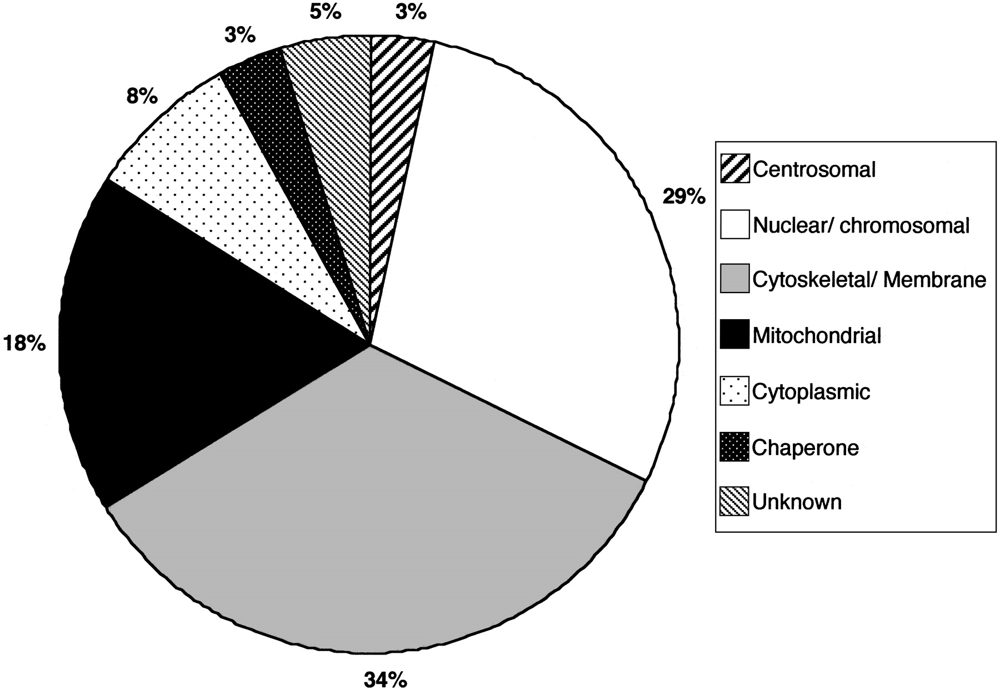 5%
3%
3%
8%
29%
18%
34%
Centrosomal
Nuclear/ chromosomal
Cytoskeletal/ Membrane
Mitochondrial
Cytoplasmic
Chaperone
Unknown